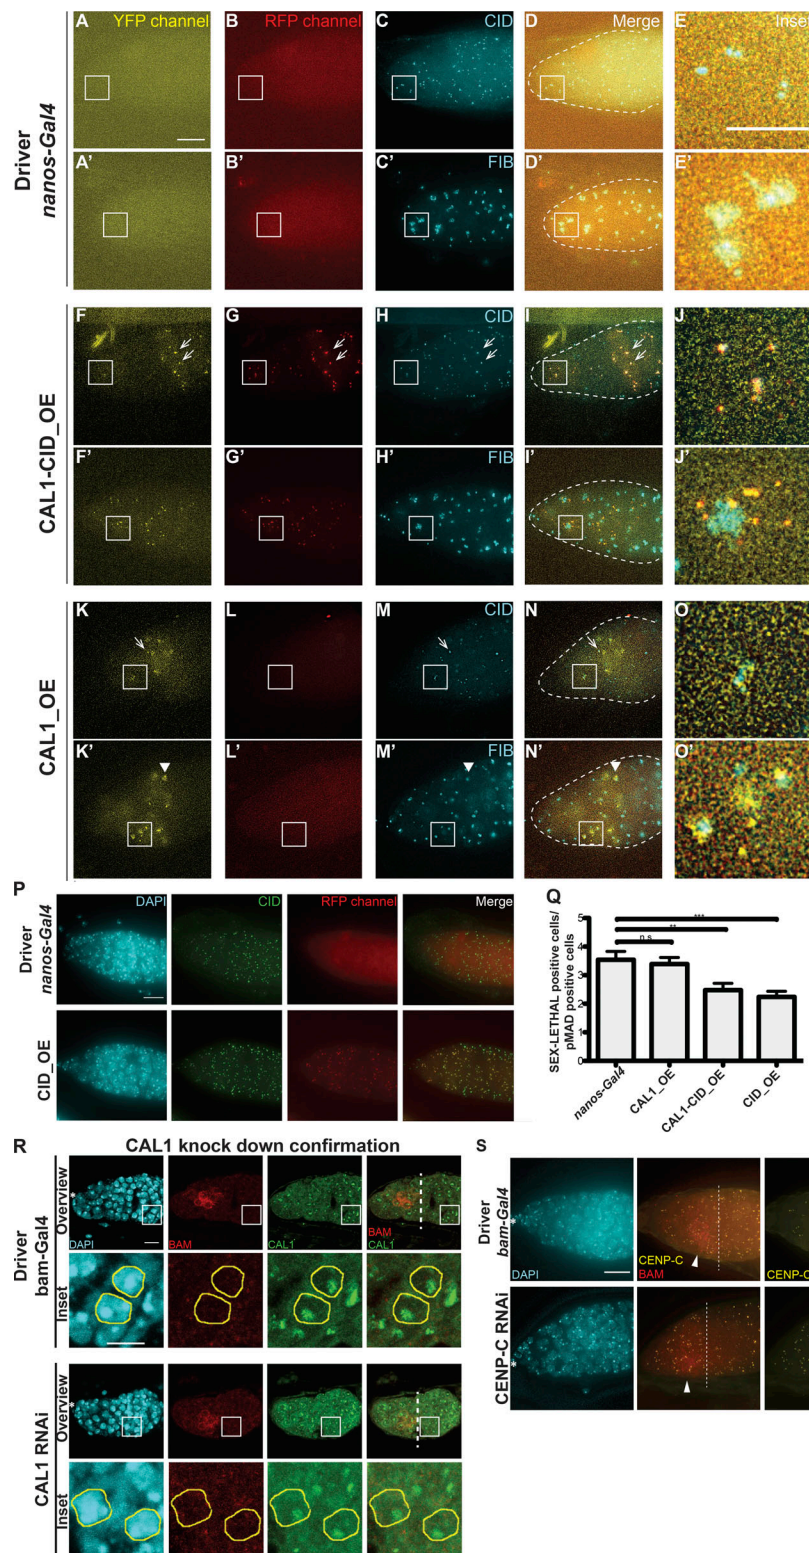 A YFP channel B RFP channel C CID D Merge E Inset
Driver
nanos-Gal4
A' B' C' FIB D' E'
F G H CID I J
CAL1-CID_OE
F' G' H' FIB I' J'
K L M CID N O
CAL1_OE
K' L' M' FIB N' O'
P DAPI CID RFP channel Merge
Driver
nanos-Gal4
CID_OE
Q
***
**
n s
SEX-LETHAL positive cells/
pMAD positive cells
5
4
3
2
1
0
nanos-Gal4 CAL1_OE CAL1-CID_OE CID_OE
R CAL1 knock down confirmation
Driver
bam-Gal4
Overview
*
DAPI BAM CAL1 BAM
CAL1
Inset
CAL1 RNAi
Overview
*
Inset
S
Driver
bam-Gal4
*
DAPI CENP-C
BAM CENP-C
CENP-C RNAi
*